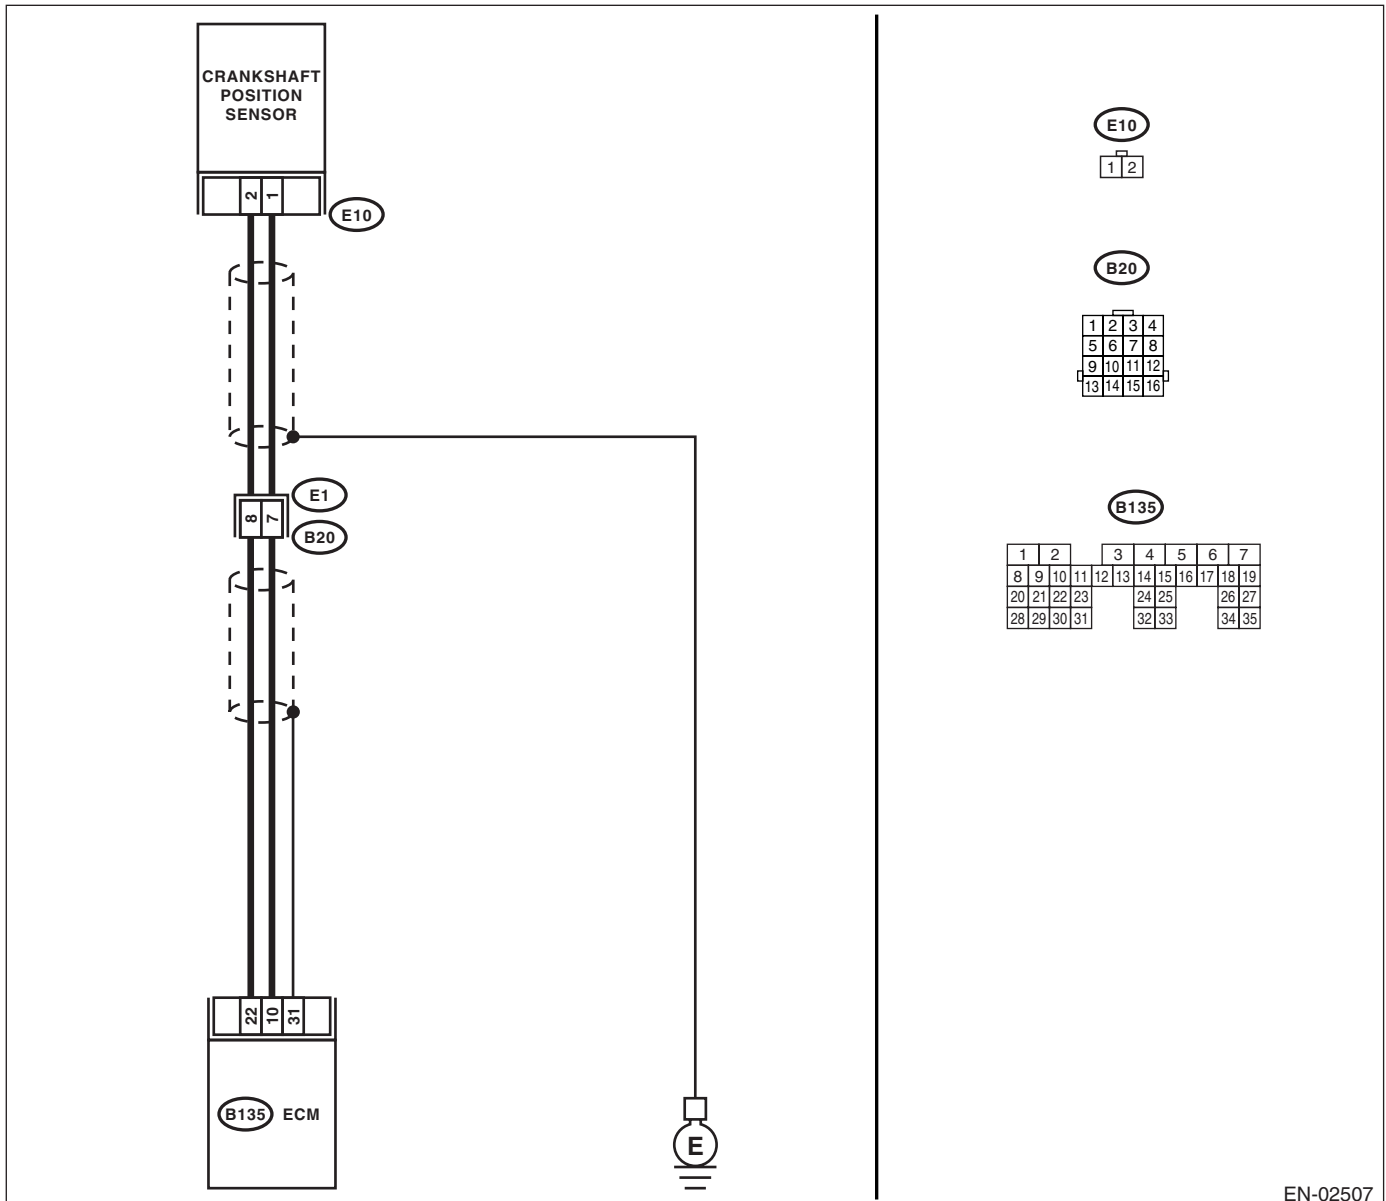 CRANKSHAFT
POSITION
SENSOR
2 1
E10
E1
8 7
B20
22 10 31
B135 ECM
E
E10
1 2
B20
1 2 3 4
5 6 7 8
9 10 11 12
13 14 15 16
B135
1 2 3 4 5 6 7
8 9 10 11 12 13 14 15 16 17 18 19
20 21 22 23 24 25 26 27
28 29 30 31 32 33 34 35
EN-02507